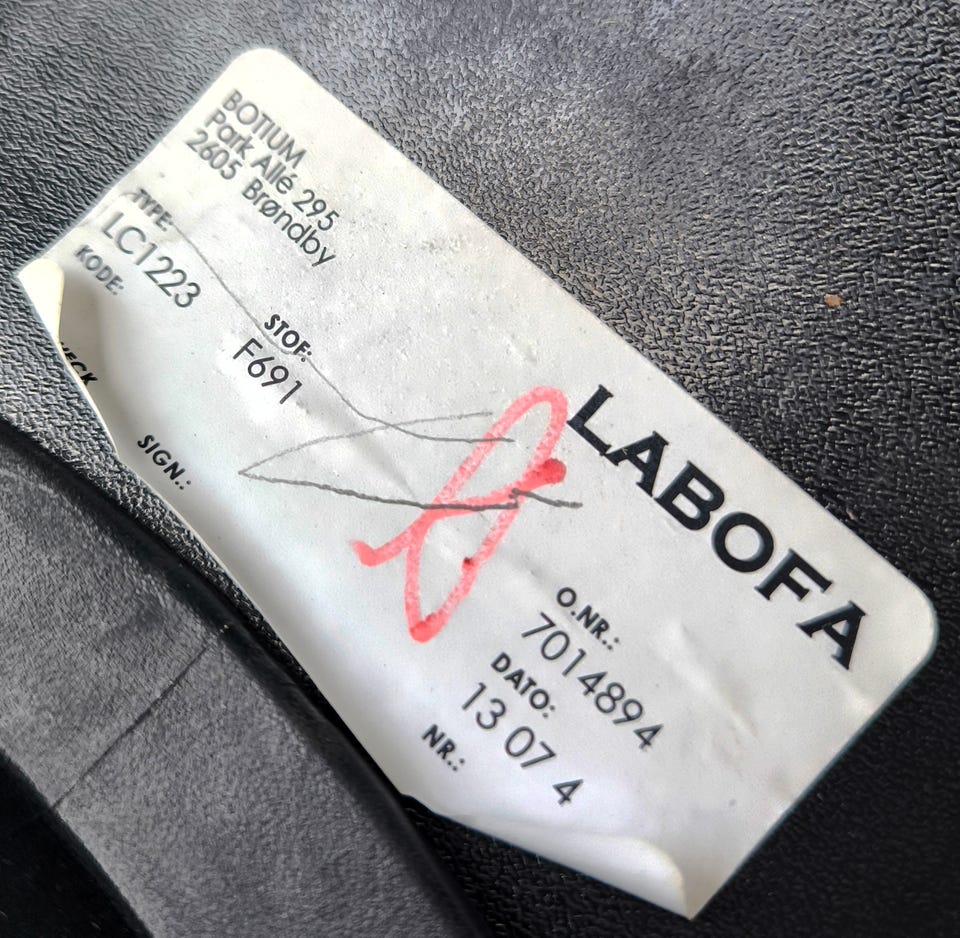 BOTIUM
Park Allé 295
2605 Brøndby
LABOFA
TYPE:
LC1223
STOF:
F691
O.NR.:
7014894
KODE:
DATO:
13 07 4
SIGN.:
NR.: